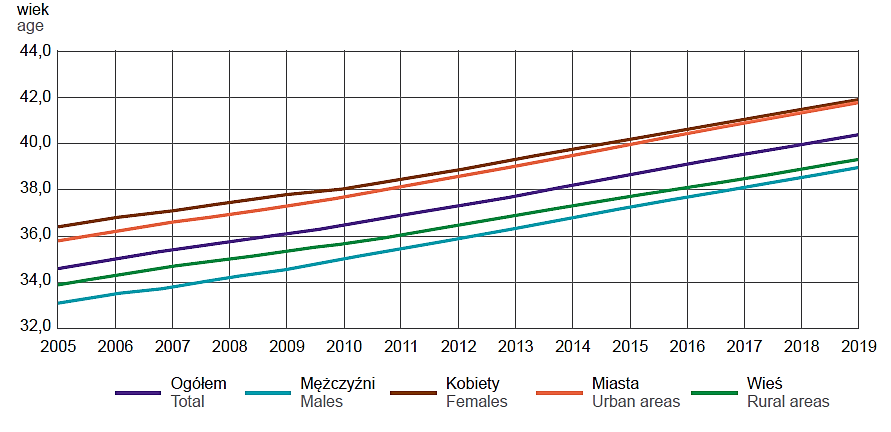 wiek
age
44,0
42,0
40,0
38,0
36,0
34,0
32,0
2005 2006 2007 2008 2009 2010 2011 2012 2013 2014 2015 2016 2017 2018 2019
Ogółem Mężczyźni Kobiety Miasta Wieś
Total Males Females Urban areas Rural areas